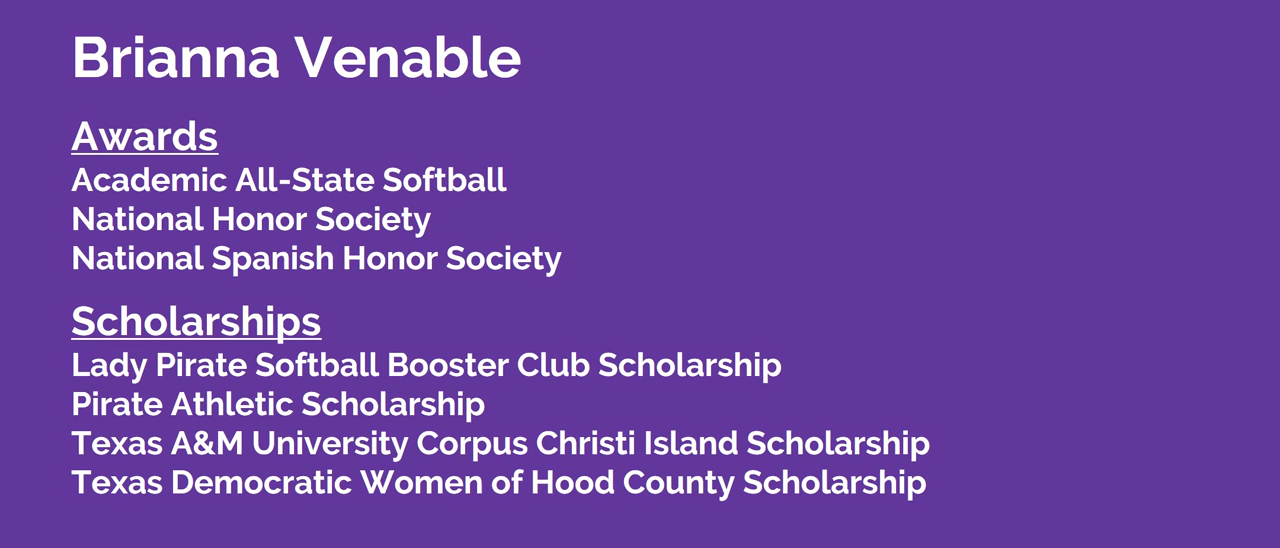 Brianna Venable
Awards
Academic All-State Softball
National Honor Society
National Spanish Honor Society
Scholarships
Lady Pirate Softball Booster Club Scholarship
Pirate Athletic Scholarship
Texas A&M University Corpus Christi Island Scholarship
Texas Democratic Women of Hood County Scholarship